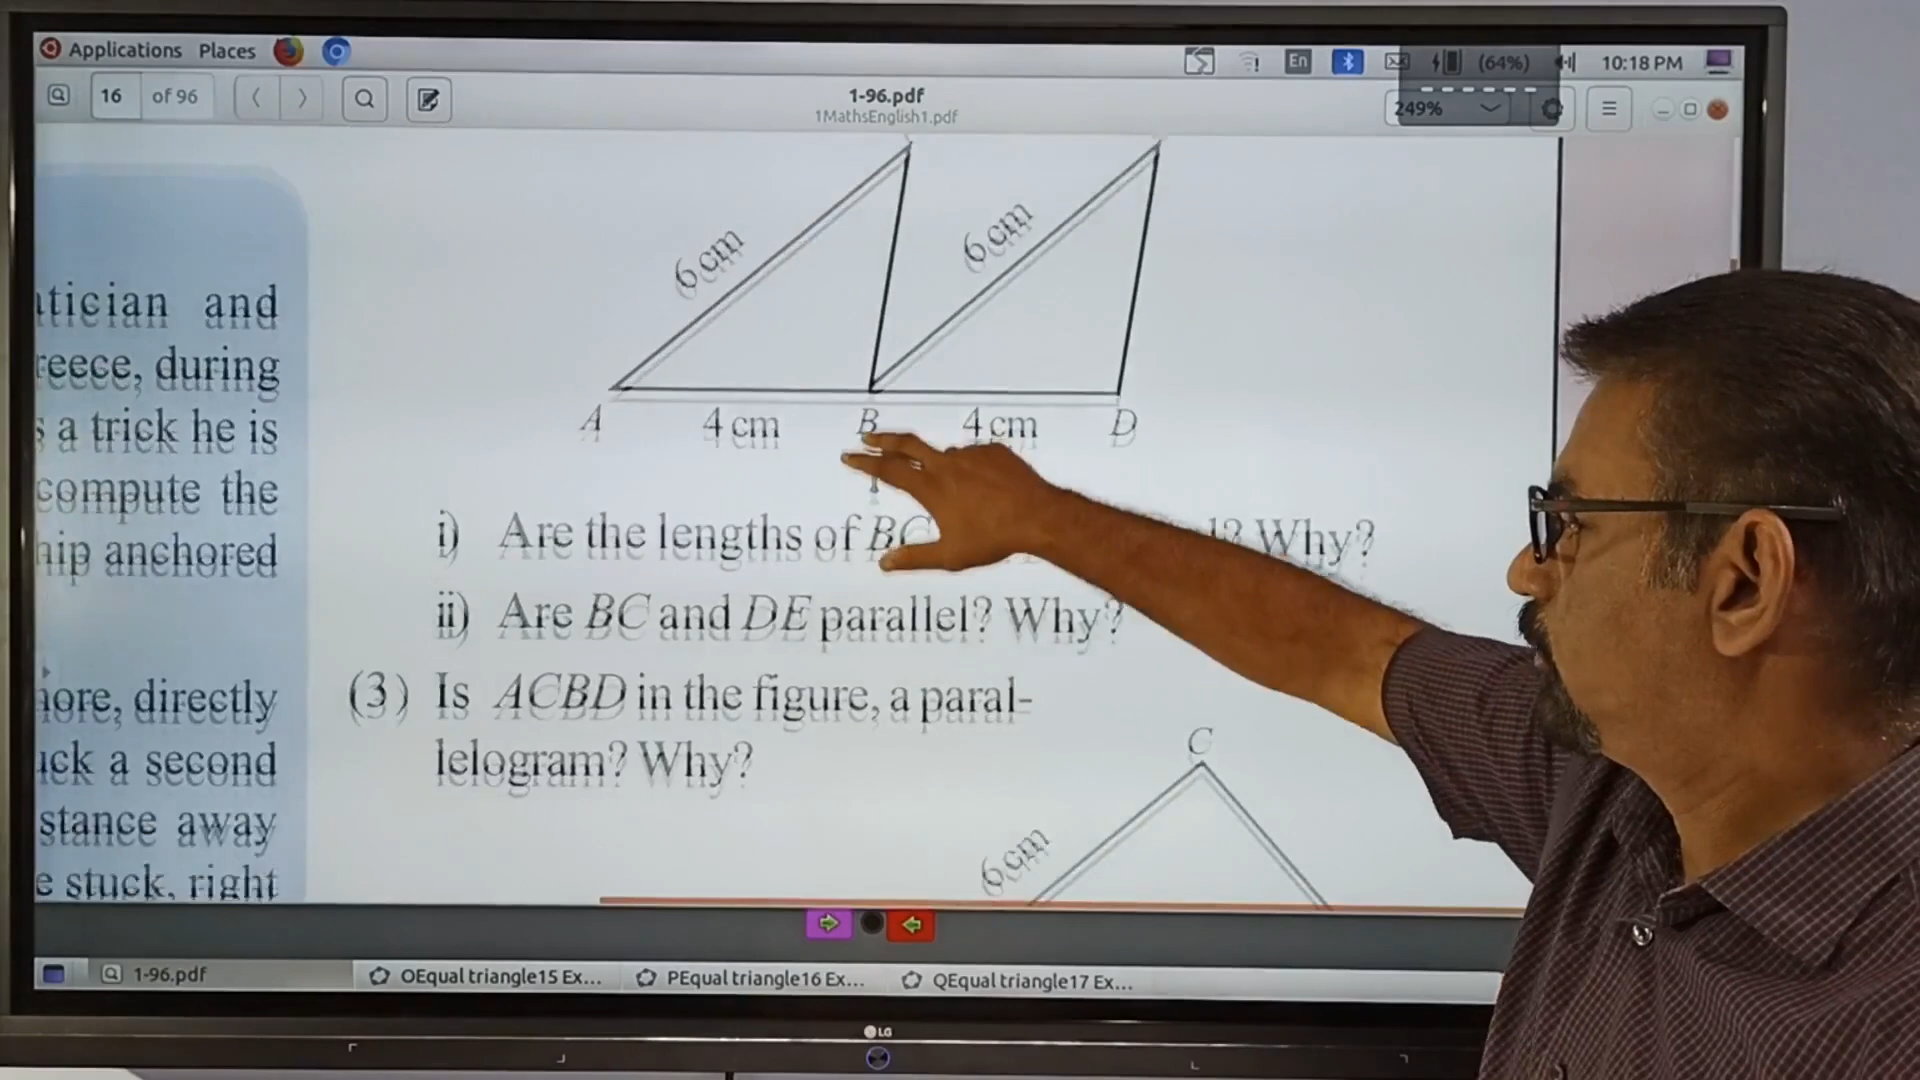 Applications Places
En
(64%)
10:18 PM
16 of 96
1-96.pdf
1MathsEnglish1.pdf
249%
tician and
reece, during
s a trick he is
compute the
hip anchored
directly
a second
stance away
e stuck, right
6 cm
6 cm
A 4 cm B 4 cm D
i) Are the lengths of BC Why?
ii) Are BC and DE parallel? Why?
(3) Is ACBD in the figure, a paral-
lelogram? Why?
C
6 cm
1-96.pdf
OEqual triangle15 Ex...
PEqual triangle16 Ex...
QEqual triangle17 Ex...
LG